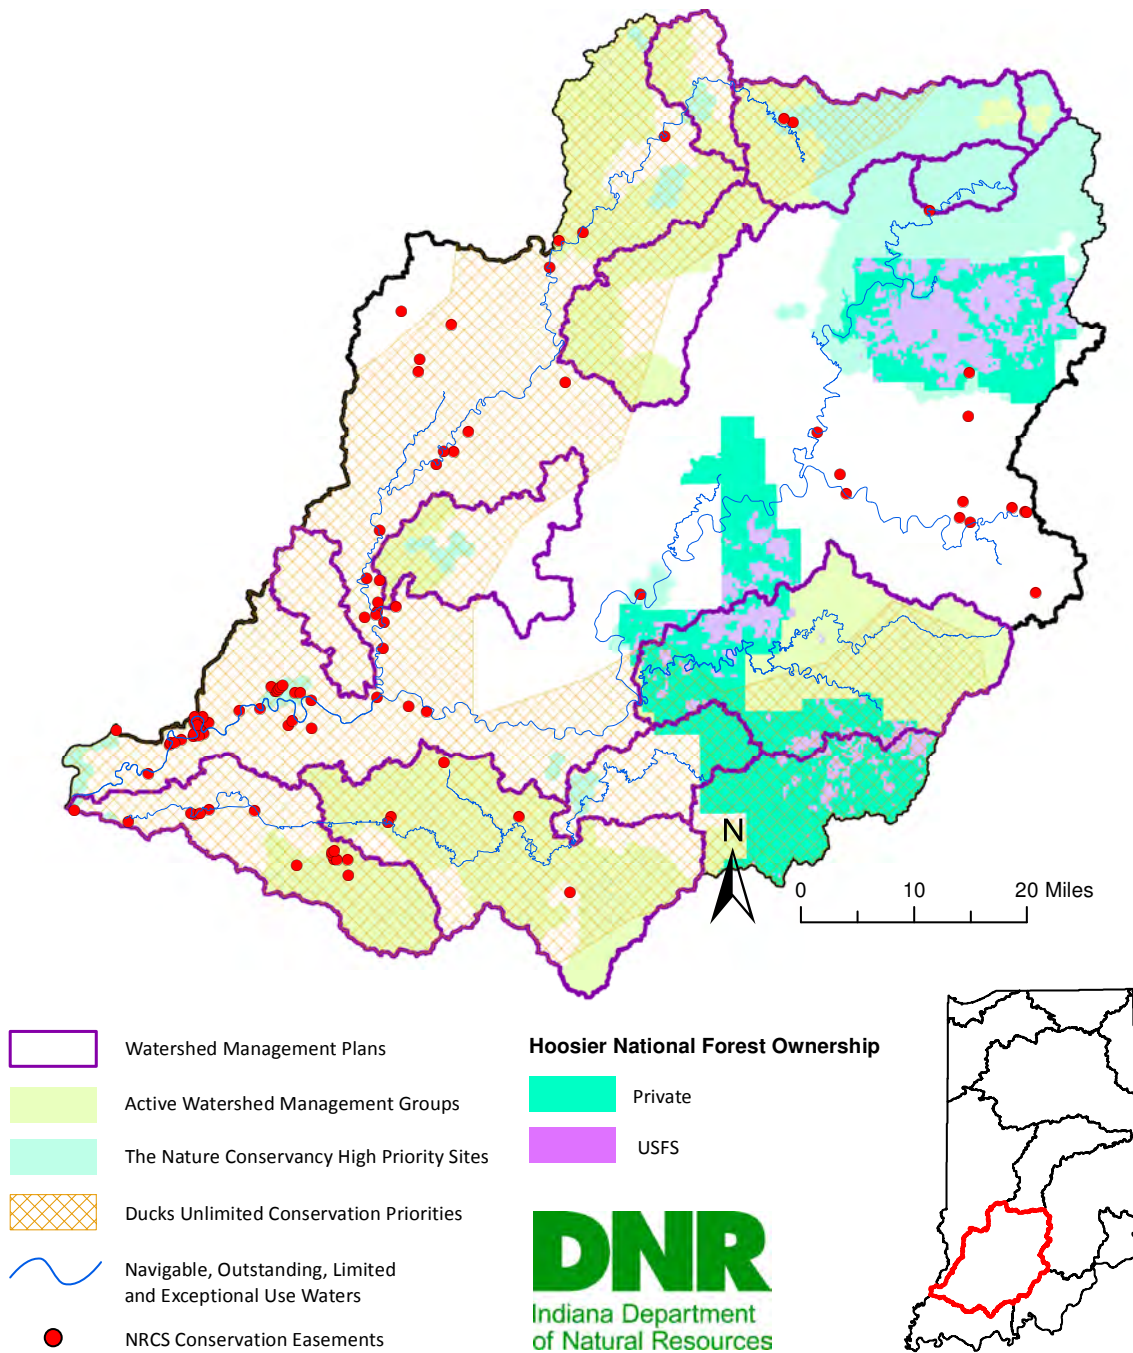 N
0 10 20 Miles
Watershed Management Plans
Active Watershed Management Groups
The Nature Conservancy High Priority Sites
Ducks Unlimited Conservation Priorities
Navigable, Outstanding, Limited
and Exceptional Use Waters
NRCS Conservation Easements
Hoosier National Forest Ownership
Private
USFS
DNR
Indiana Department
of Natural Resources